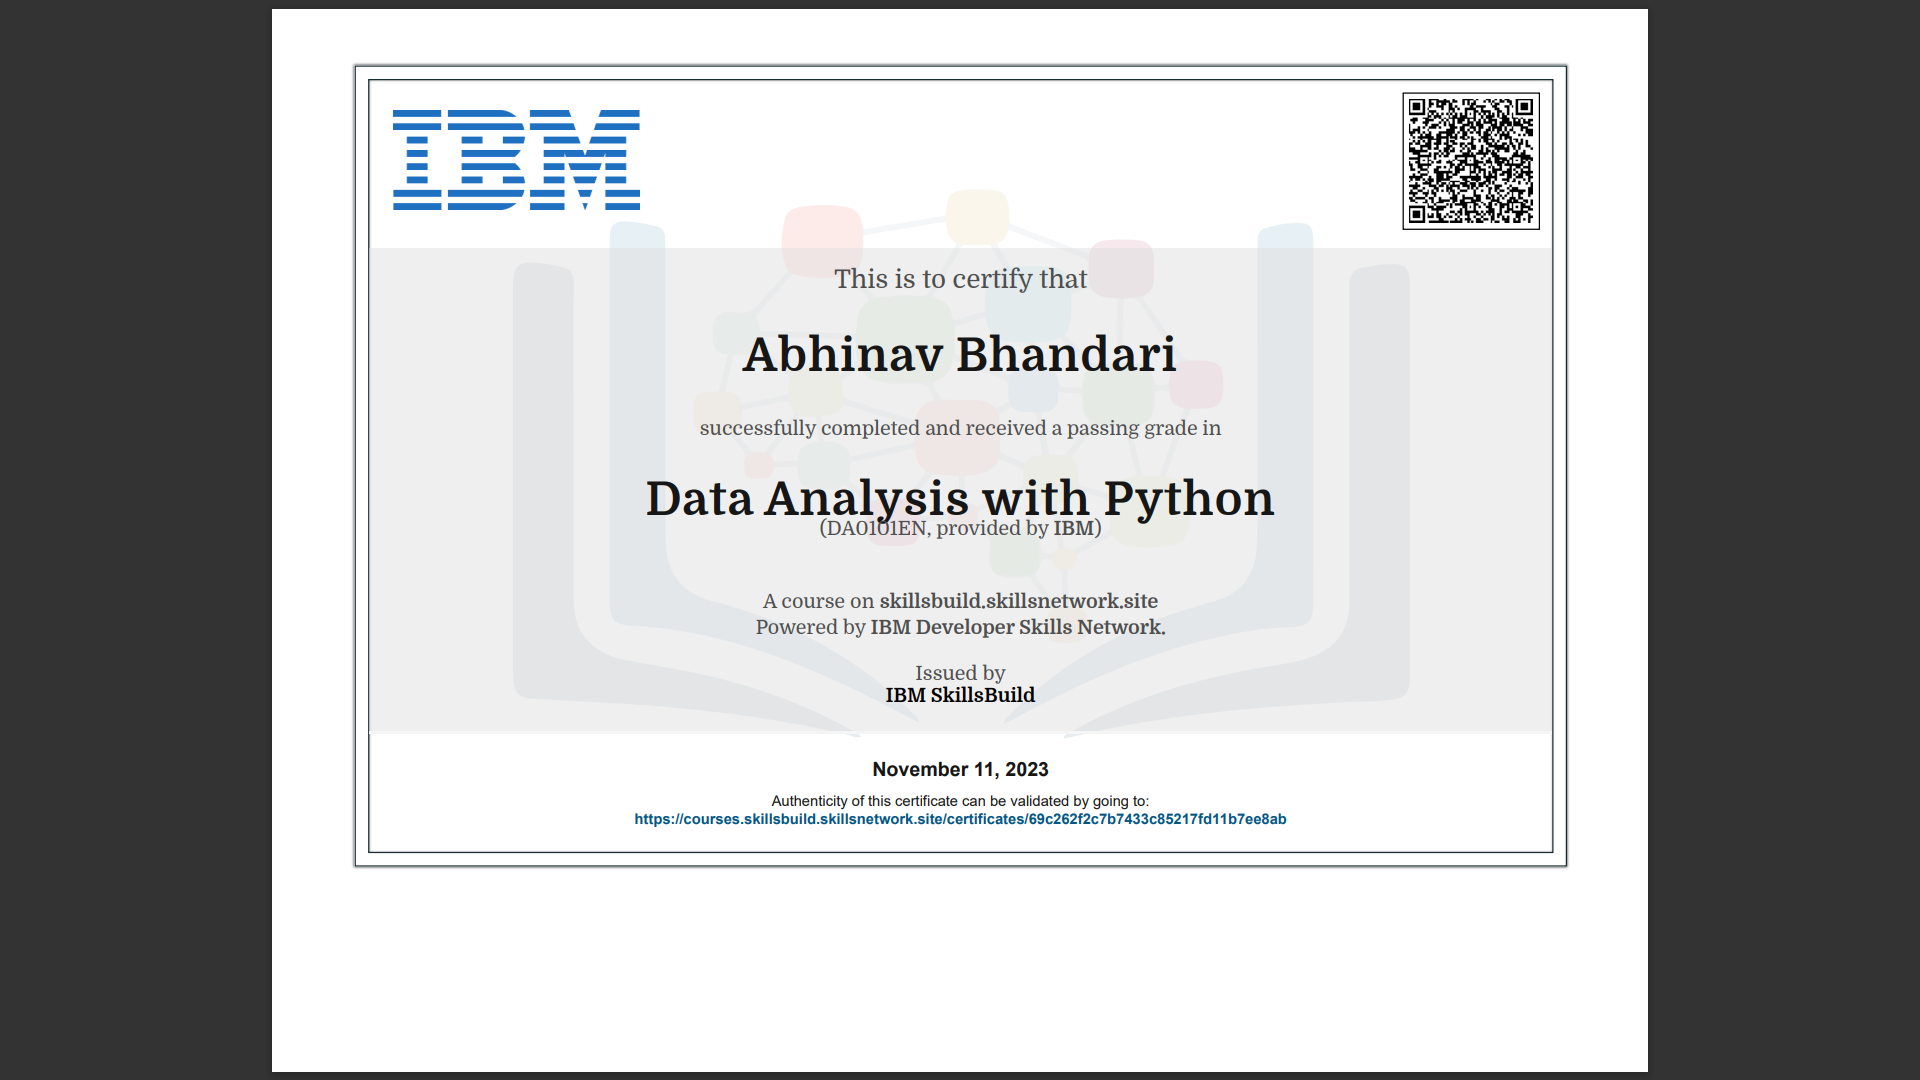 IBM
This is to certify that
Abhinav Bhandari
successfully completed and received a passing grade in
Data Analysis with Python
(DA0101EN, provided by IBM)
A course on skillsbuild.skillsnetwork.site
Powered by IBM Developer Skills Network.
Issued by
IBM SkillsBuild
November 11, 2023
Authenticity of this certificate can be validated by going to:
https://courses.skillsbuild.skillsnetwork.site/certificates/69c262f2c7b7433c85217fd11b7ee8ab